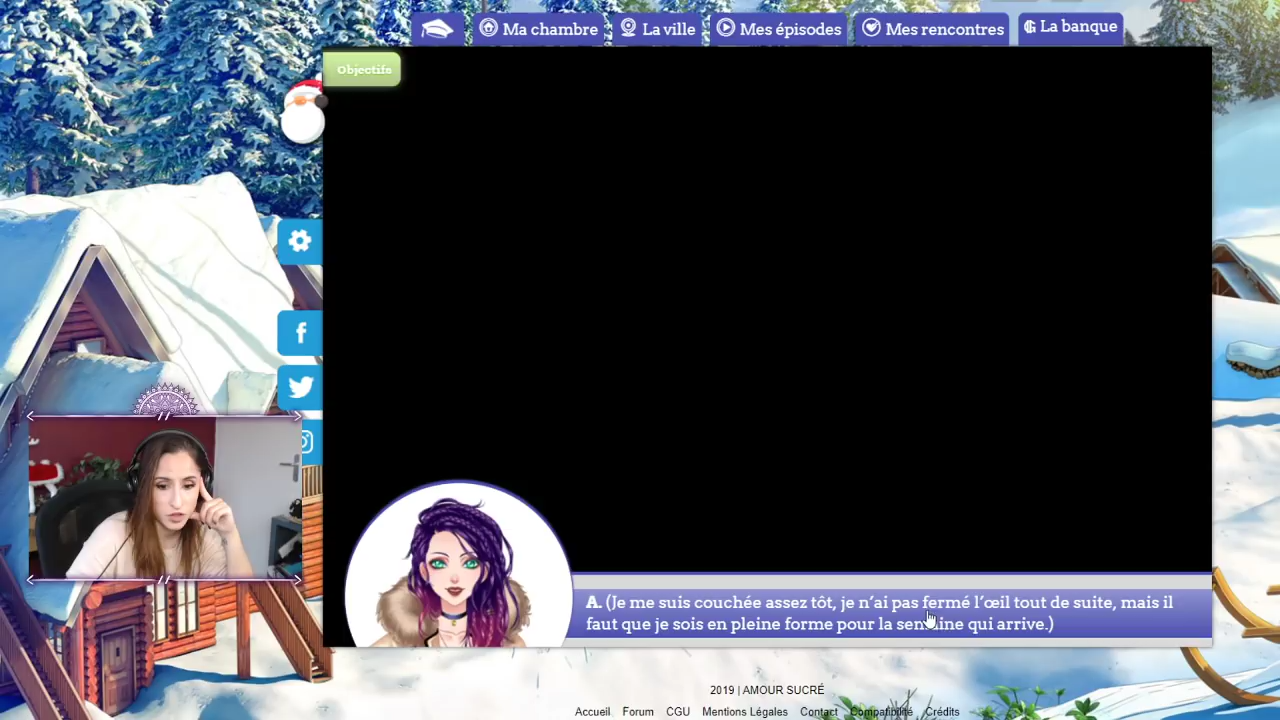 Ma chambre
La ville
Mes épisodes
Mes rencontres
La banque
Objectifs
A. (Je me suis couchée assez tôt, je n'ai pas fermé l'œil tout de suite, mais il
faut que je sois en pleine forme pour la semaine qui arrive.)
2019 | AMOUR SUCRÉ
Accueil Forum CGU Mentions Légales Contact Compatibilité Crédits